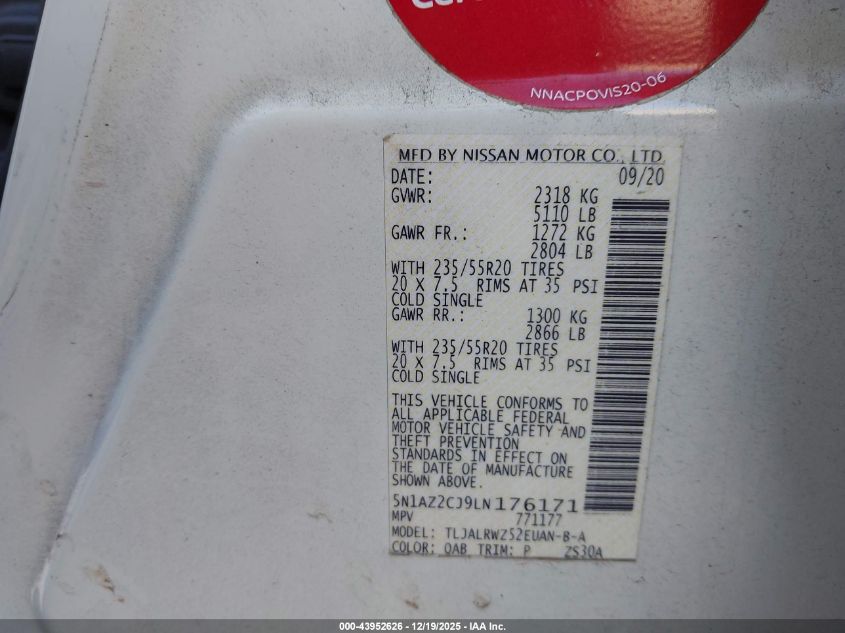 NNACPOVIS20-06
MFD BY NISSAN MOTOR CO., LTD.
DATE: 09/20
GVWR: 2318 KG
5110 LB
GAWR FR.: 1272 KG
2804 LB
WITH 235/55R20 TIRES
20 X 7.5 RIMS AT 35 PSI
COLD SINGLE
GAWR RR.: 1300 KG
2866 LB
WITH 235/55R20 TIRES
20 X 7.5 RIMS AT 35 PSI
COLD SINGLE
THIS VEHICLE CONFORMS TO
ALL APPLICABLE FEDERAL
MOTOR VEHICLE SAFETY AND
THEFT PREVENTION
STANDARDS IN EFFECT ON
THE DATE OF MANUFACTURE
SHOWN ABOVE.
5N1AZ2CJ9LN176171
MPV 771177
MODEL: TLJALRWZ52EUAN-B-A
COLOR: QAB TRIM: P ZS30A
000-43952626 - 12/19/2025 - IAA Inc.